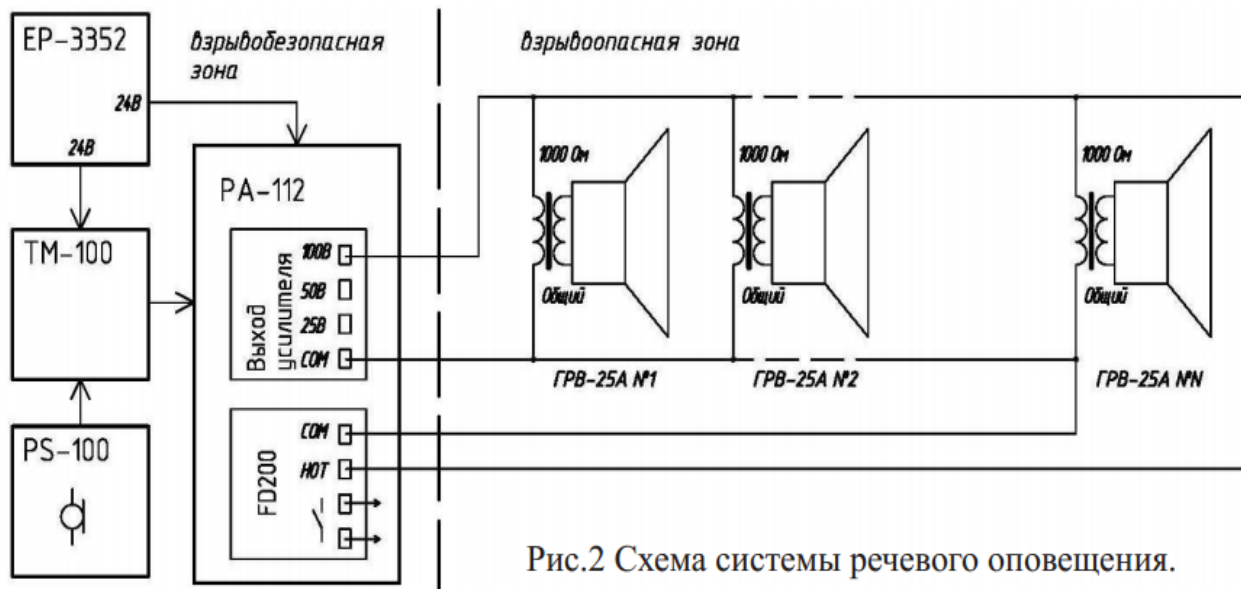 EP-3352
24В
24В
взрывобезопасная
зона
взрывоопасная зона
TM-100
PS-100
PA-112
Выход
усилителя
100В
50В
25В
COM
FD200
COM
HOT
1000 Ом
Общий
ГРВ-25А №1
1000 Ом
Общий
ГРВ-25А №2
1000 Ом
Общий
ГРВ-25А №N
Рис.2 Схема системы речевого оповещения.